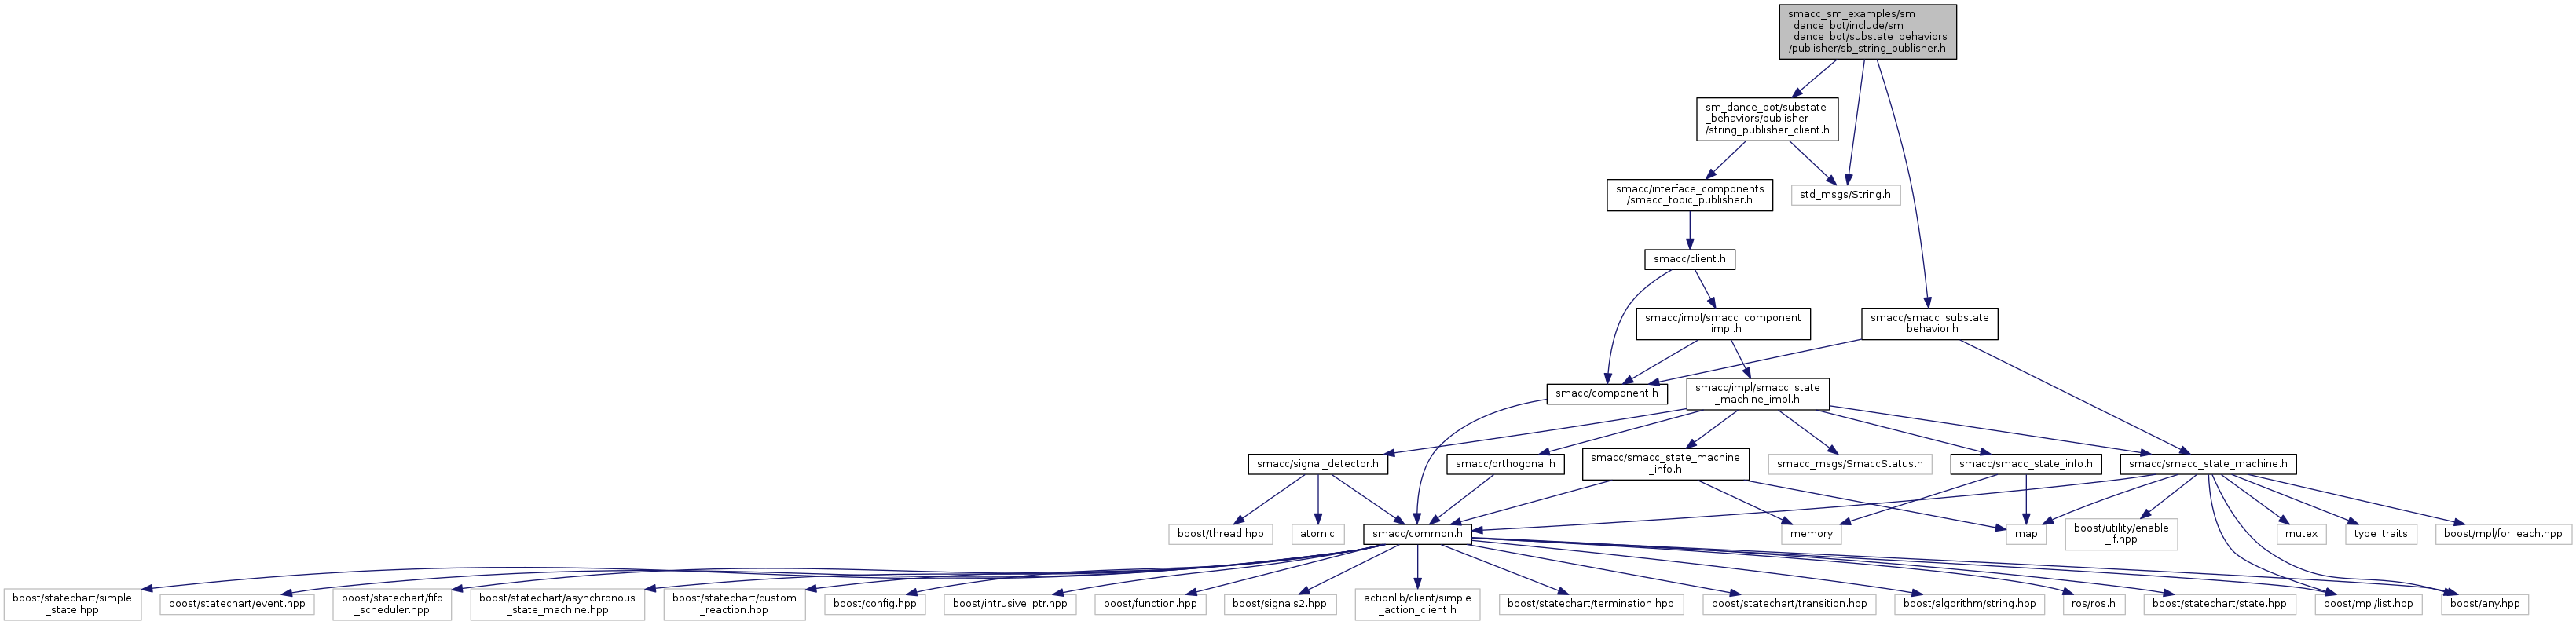 smacc_sm_examples/sm
_dance_bot/include/sm
_dance_bot/substate_behaviors
/publisher/sb_string_publisher.h
sm_dance_bot/substate
_behaviors/publisher
/string_publisher_client.h
smacc/interface_components
/smacc_topic_publisher.h
std_msgs/String.h
smacc/client.h
smacc/impl/smacc_component
_impl.h
smacc/smacc_substate
_behavior.h
smacc/component.h
smacc/impl/smacc_state
_machine_impl.h
smacc/signal_detector.h
smacc/orthogonal.h
smacc/smacc_state_machine
_info.h
smacc_msgs/SmaccStatus.h
smacc/smacc_state_info.h
smacc/smacc_state_machine.h
boost/thread.hpp
atomic
smacc/common.h
memory
map
boost/utility/enable
_if.hpp
mutex
type_traits
boost/mpl/for_each.hpp
boost/statechart/simple
_state.hpp
boost/statechart/event.hpp
boost/statechart/fifo
_scheduler.hpp
boost/statechart/asynchronous
_state_machine.hpp
boost/statechart/custom
_reaction.hpp
boost/config.hpp
boost/intrusive_ptr.hpp
boost/function.hpp
boost/signals2.hpp
actionlib/client/simple
_action_client.h
boost/statechart/termination.hpp
boost/statechart/transition.hpp
boost/algorithm/string.hpp
ros/ros.h
boost/statechart/state.hpp
boost/mpl/list.hpp
boost/any.hpp